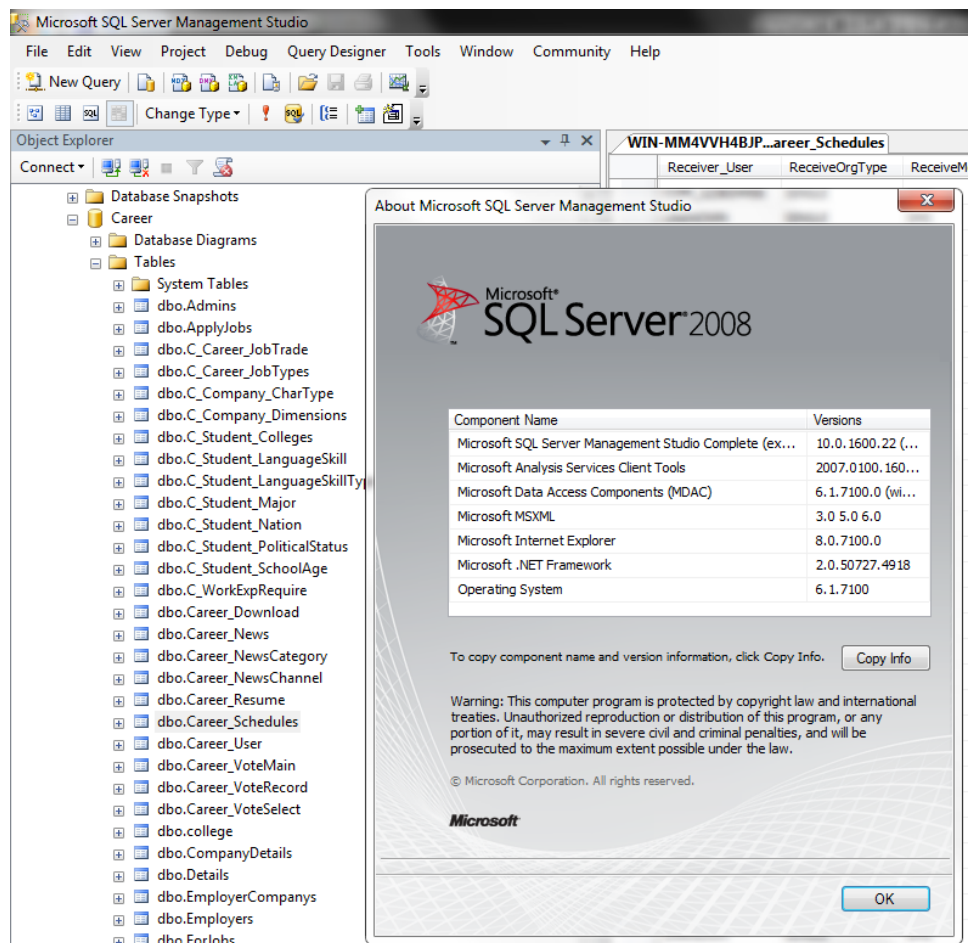 Microsoft SQL Server Management Studio
File Edit View Project Debug Query Designer Tools Window Community Help
New Query
Change Type
Object Explorer
WIN-MM4VVH4BJP...areer_Schedules
Connect
Receiver_User ReceiveOrgType ReceiveM
Database Snapshots
Career
Database Diagrams
Tables
System Tables
dbo.Admins
dbo.ApplyJobs
dbo.C_Career_JobTrade
dbo.C_Career_JobTypes
dbo.C_Company_CharType
dbo.C_Company_Dimensions
dbo.C_Student_Colleges
dbo.C_Student_LanguageSkill
dbo.C_Student_LanguageSkillTyp
dbo.C_Student_Major
dbo.C_Student_Nation
dbo.C_Student_PoliticalStatus
dbo.C_Student_SchoolAge
dbo.C_WorkExpRequire
dbo.Career_Download
dbo.Career_News
dbo.Career_NewsCategory
dbo.Career_NewsChannel
dbo.Career_Resume
dbo.Career_Schedules
dbo.Career_User
dbo.Career_VoteMain
dbo.Career_VoteRecord
dbo.Career_VoteSelect
dbo.college
dbo.CompanyDetails
dbo.Details
dbo.EmployerCompanys
dbo.Employers
dbo.ForJobs
About Microsoft SQL Server Management Studio
Microsoft®
SQL Server® 2008
Component Name Versions
Microsoft SQL Server Management Studio Complete (ex... 10.0.1600.22 (...
Microsoft Analysis Services Client Tools 2007.0100.160...
Microsoft Data Access Components (MDAC) 6.1.7100.0 (wi...
Microsoft MSXML 3.0 5.0 6.0
Microsoft Internet Explorer 8.0.7100.0
Microsoft .NET Framework 2.0.50727.4918
Operating System 6.1.7100
To copy component name and version information, click Copy Info. Copy Info
Warning: This computer program is protected by copyright law and international
treaties. Unauthorized reproduction or distribution of this program, or any
portion of it, may result in severe civil and criminal penalties, and will be
prosecuted to the maximum extent possible under the law.
© Microsoft Corporation. All rights reserved.
Microsoft
OK